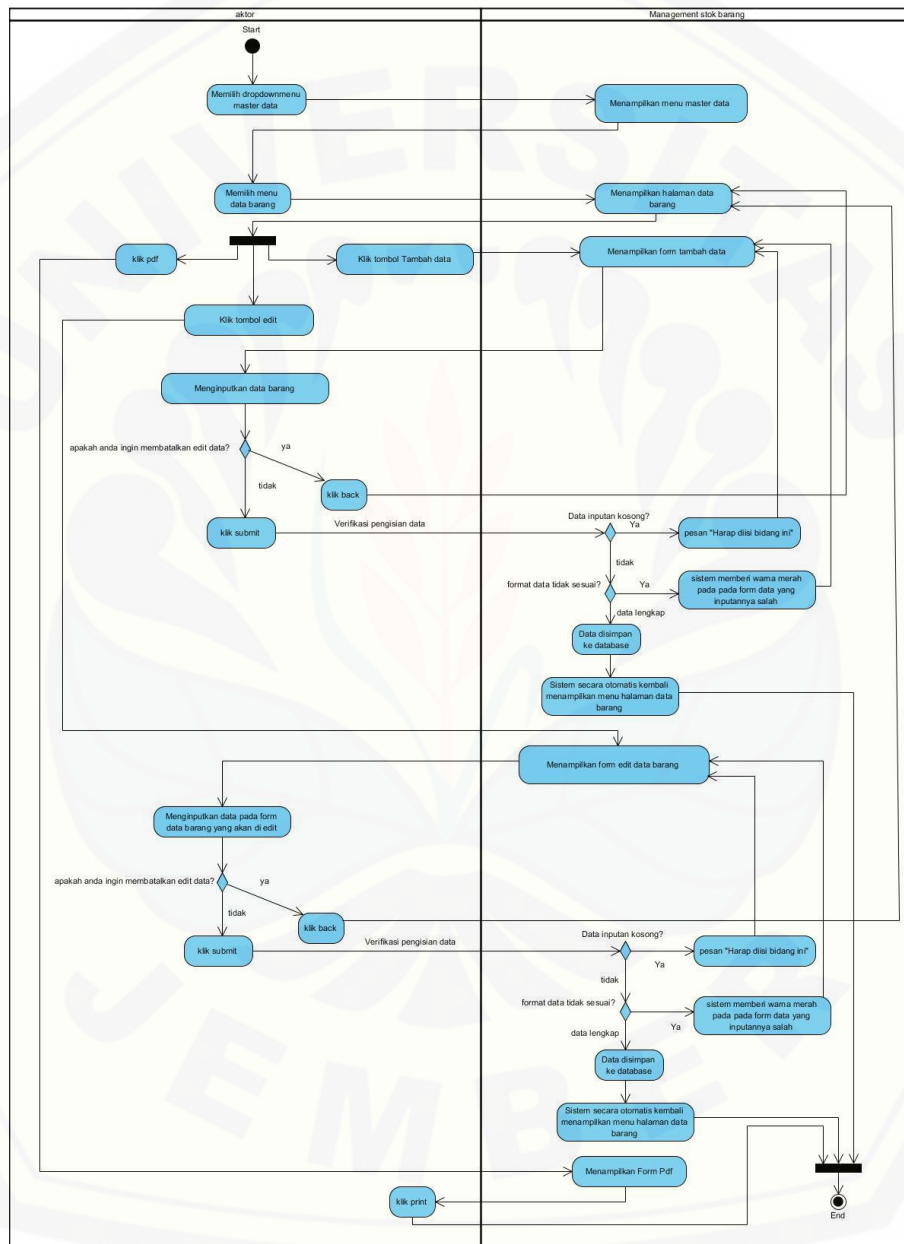 aktor
Management stok barang
Start
Memilih dropdownmenu
master data
Menampilkan menu master data
Memilih menu
data barang
Menampilkan halaman data
barang
klik pdf
Klik tombol Tambah data
Menampilkan form tambah data
Klik tombol edit
Menginputkan data barang
apakah anda ingin membatalkan edit data?
ya
tidak
klik back
klik submit
Verifikasi pengisian data
Data inputan kosong?
Ya
pesan "Harap diisi bidang ini"
tidak
format data tidak sesuai?
Ya
sistem memberi warna merah
pada pada form data yang
inputannya salah
data lengkap
Data disimpan
ke database
Sistem secara otomatis kembali
menampilkan menu halaman data
barang
Menampilkan form edit data barang
Menginputkan data pada form
data barang yang akan di edit
apakah anda ingin membatalkan edit data?
ya
tidak
klik back
klik submit
Verifikasi pengisian data
Data inputan kosong?
Ya
pesan "Harap diisi bidang ini"
tidak
format data tidak sesuai?
Ya
sistem memberi warna merah
pada pada form data yang
inputannya salah
data lengkap
Data disimpan
ke database
Sistem secara otomatis kembali
menampilkan menu halaman data
barang
Menampilkan Form Pdf
klik print
End
UNIVERSITAS
JEMBER